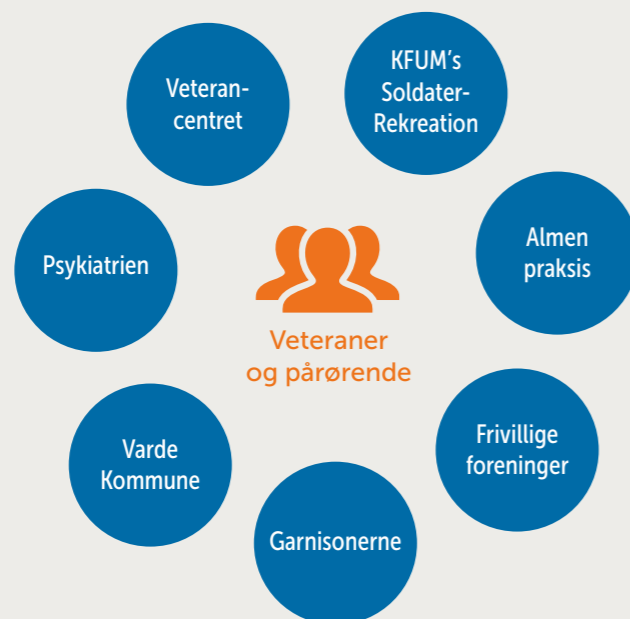 KFUM's
Soldater-
Rekreation
Veteran-
centret
Almen
praksis
Psykiatrien
Veteraner
og pårørende
Frivillige
foreninger
Varde
Kommune
Garnisonerne